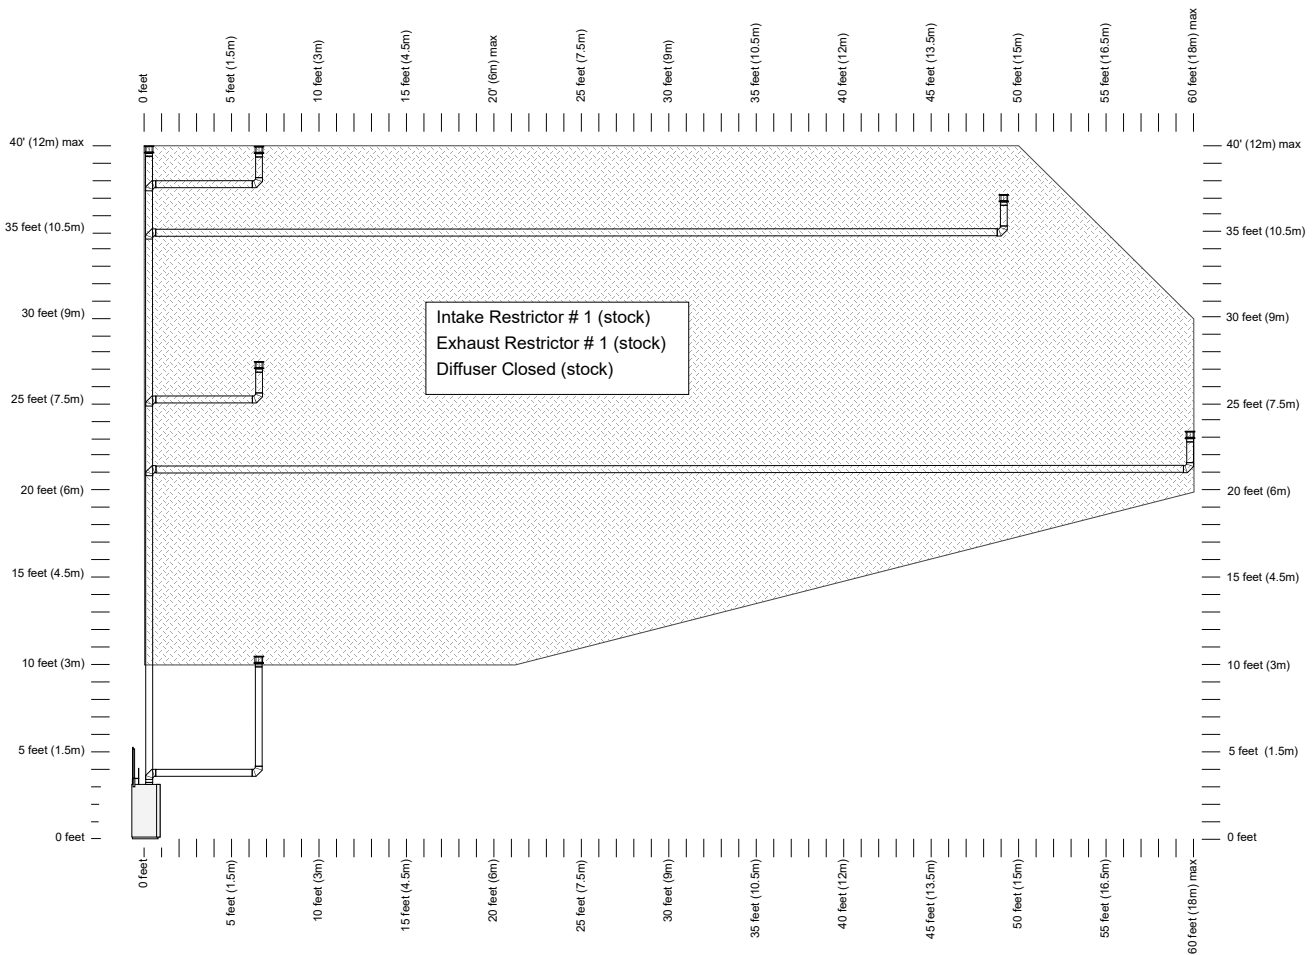 0 feet
5 feet (1.5m)
10 feet (3m)
15 feet (4.5m)
20' (6m) max
25 feet (7.5m)
30 feet (9m)
35 feet (10.5m)
40 feet (12m)
45 feet (13.5m)
50 feet (15m)
55 feet (16.5m)
60 feet (18m) max
40' (12m) max
35 feet (10.5m)
30 feet (9m)
25 feet (7.5m)
20 feet (6m)
15 feet (4.5m)
10 feet (3m)
5 feet (1.5m)
0 feet
Intake Restrictor # 1 (stock)
Exhaust Restrictor # 1 (stock)
Diffuser Closed (stock)
40' (12m) max
35 feet (10.5m)
30 feet (9m)
25 feet (7.5m)
20 feet (6m)
15 feet (4.5m)
10 feet (3m)
5 feet (1.5m)
0 feet
0 feet
5 feet (1.5m)
10 feet (3m)
15 feet (4.5m)
20 feet (6m)
25 feet (7.5m)
30 feet (9m)
35 feet (10.5m)
40 feet (12m)
45 feet (13.5m)
50 feet (15m)
55 feet (16.5m)
60 feet (18m) max